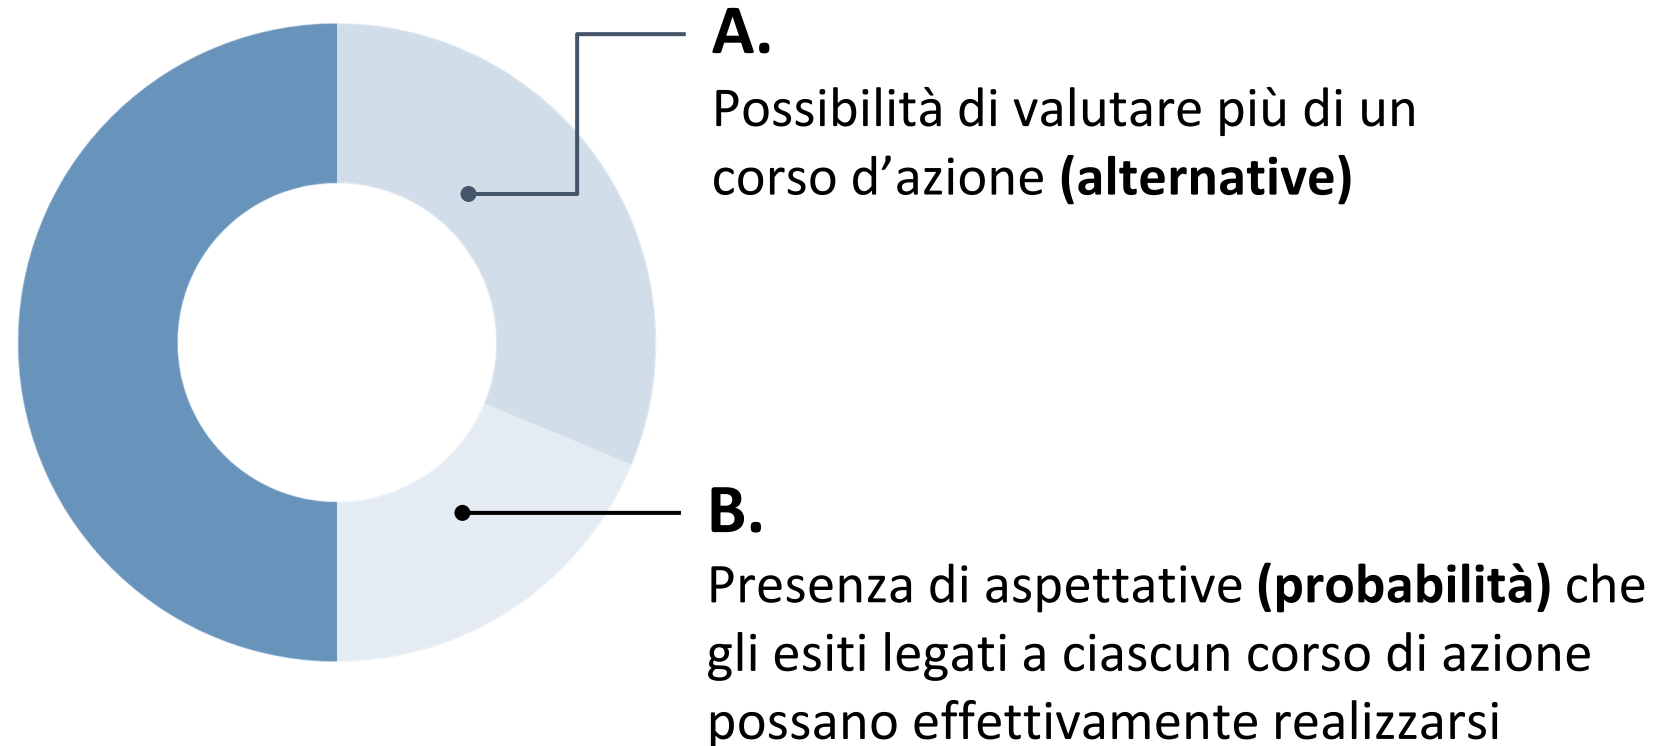 A.
Possibilità di valutare più di un
corso d’azione (alternative)
B.
Presenza di aspettative (probabilità) che
gli esiti legati a ciascun corso di azione
possano effettivamente realizzarsi